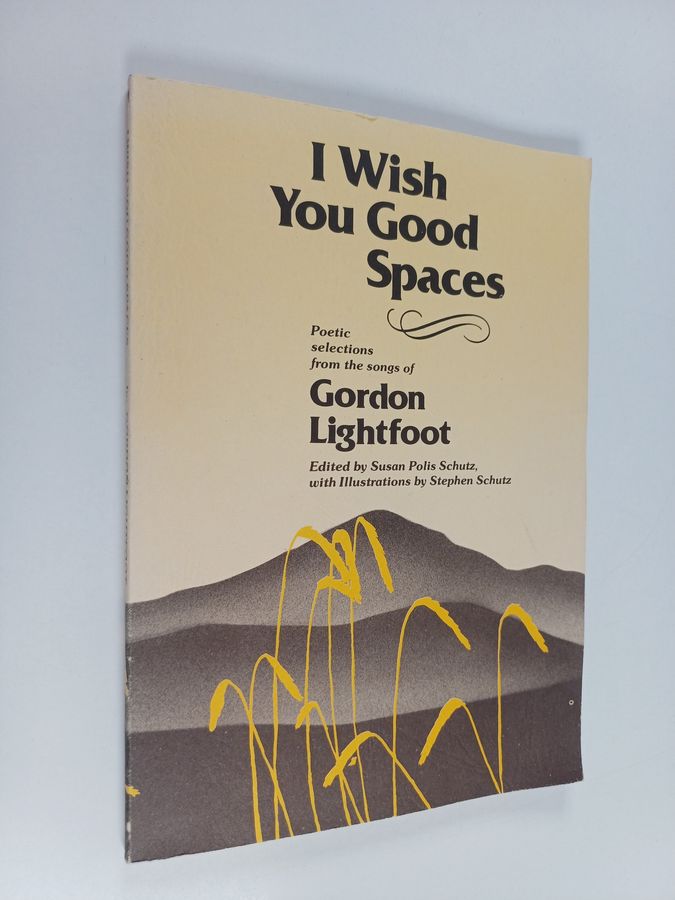 I Wish
You Good
Spaces
Poetic
selections
from the songs of
Gordon
Lightfoot
Edited by Susan Polis Schutz,
with Illustrations by Stephen Schutz